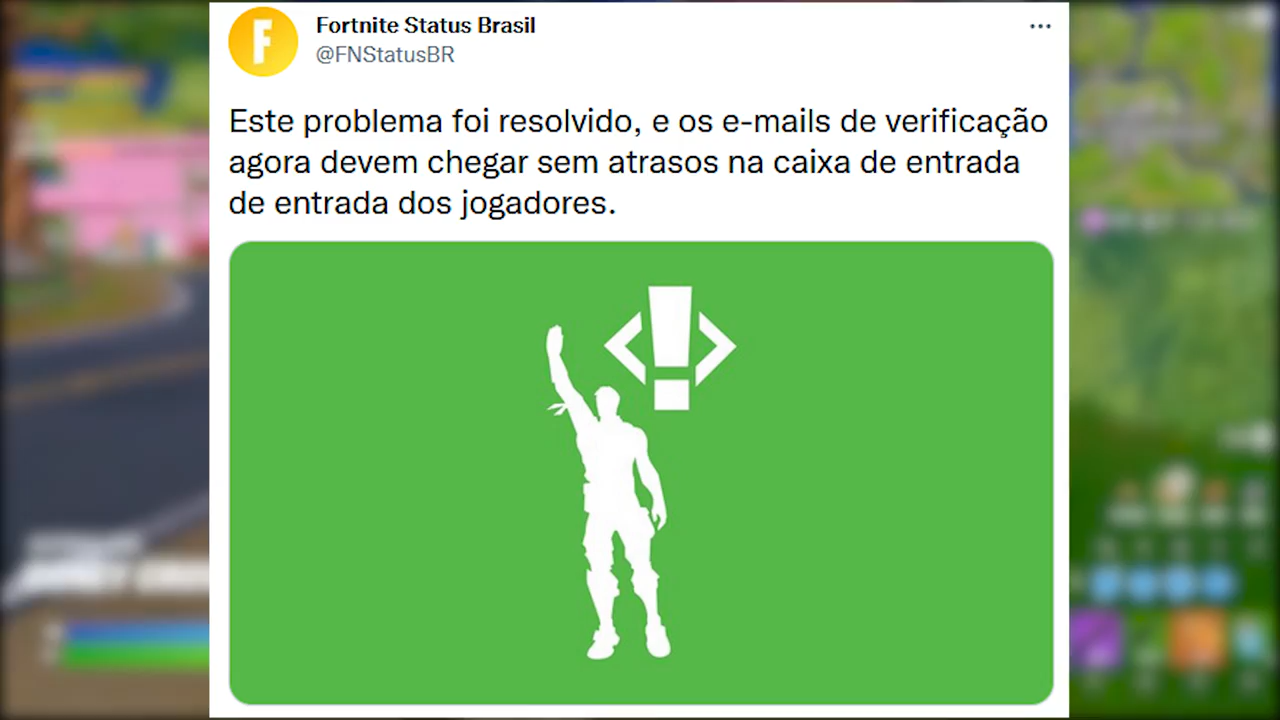 Fortnite Status Brasil
@FNStatusBR
Este problema foi resolvido, e os e-mails de verificação
agora devem chegar sem atrasos na caixa de entrada
de entrada dos jogadores.